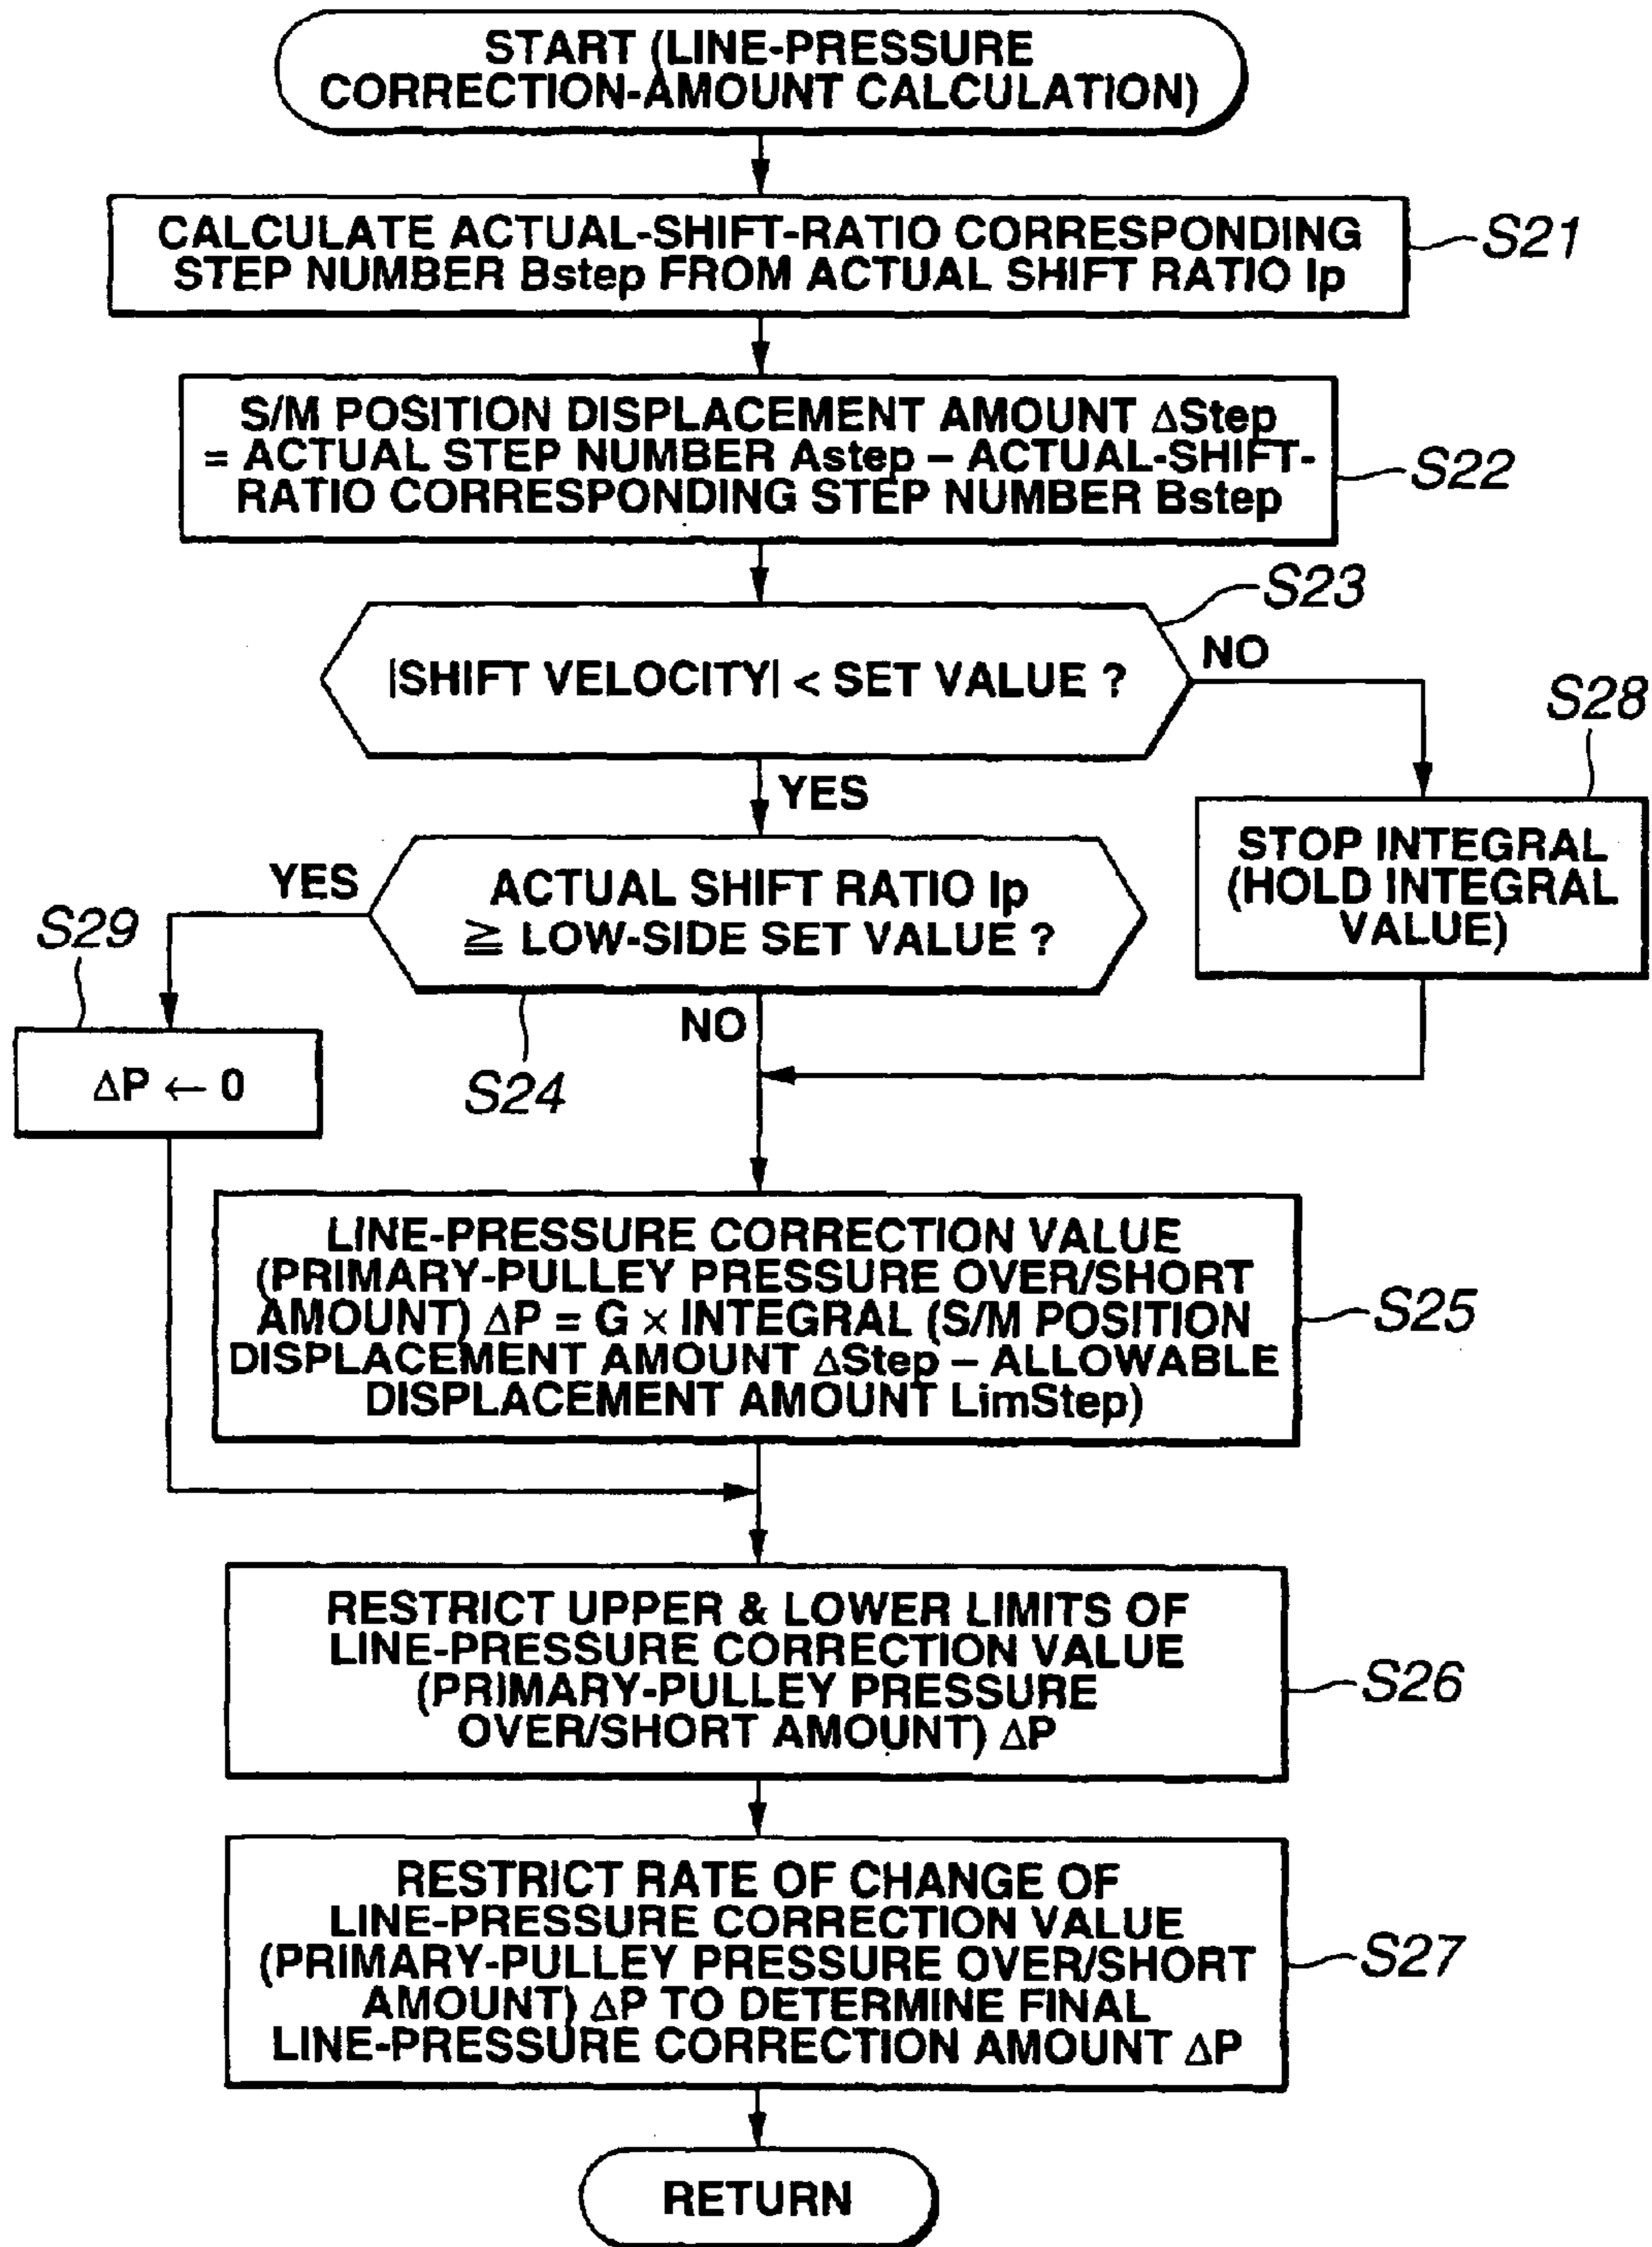 START (LINE-PRESSURE
CORRECTION-AMOUNT CALCULATION)
CALCULATE ACTUAL-SHIFT-RATIO CORRESPONDING
STEP NUMBER Bstep FROM ACTUAL SHIFT RATIO Ip
S21
S/M POSITION DISPLACEMENT AMOUNT ΔStep
= ACTUAL STEP NUMBER Astep – ACTUAL-SHIFT-
RATIO CORRESPONDING STEP NUMBER Bstep
S22
S23
|SHIFT VELOCITY| < SET VALUE ?
NO
YES
S28
STOP INTEGRAL
(HOLD INTEGRAL
VALUE)
YES
ACTUAL SHIFT RATIO Ip
≧ LOW-SIDE SET VALUE ?
S29
NO
S24
ΔP ← 0
LINE-PRESSURE CORRECTION VALUE
(PRIMARY-PULLEY PRESSURE OVER/SHORT
AMOUNT) ΔP = G × INTEGRAL (S/M POSITION
DISPLACEMENT AMOUNT ΔStep – ALLOWABLE
DISPLACEMENT AMOUNT LimStep)
S25
RESTRICT UPPER & LOWER LIMITS OF
LINE-PRESSURE CORRECTION VALUE
(PRIMARY-PULLEY PRESSURE
OVER/SHORT AMOUNT) ΔP
S26
RESTRICT RATE OF CHANGE OF
LINE-PRESSURE CORRECTION VALUE
(PRIMARY-PULLEY PRESSURE OVER/SHORT
AMOUNT) ΔP TO DETERMINE FINAL
LINE-PRESSURE CORRECTION AMOUNT ΔP
S27
RETURN